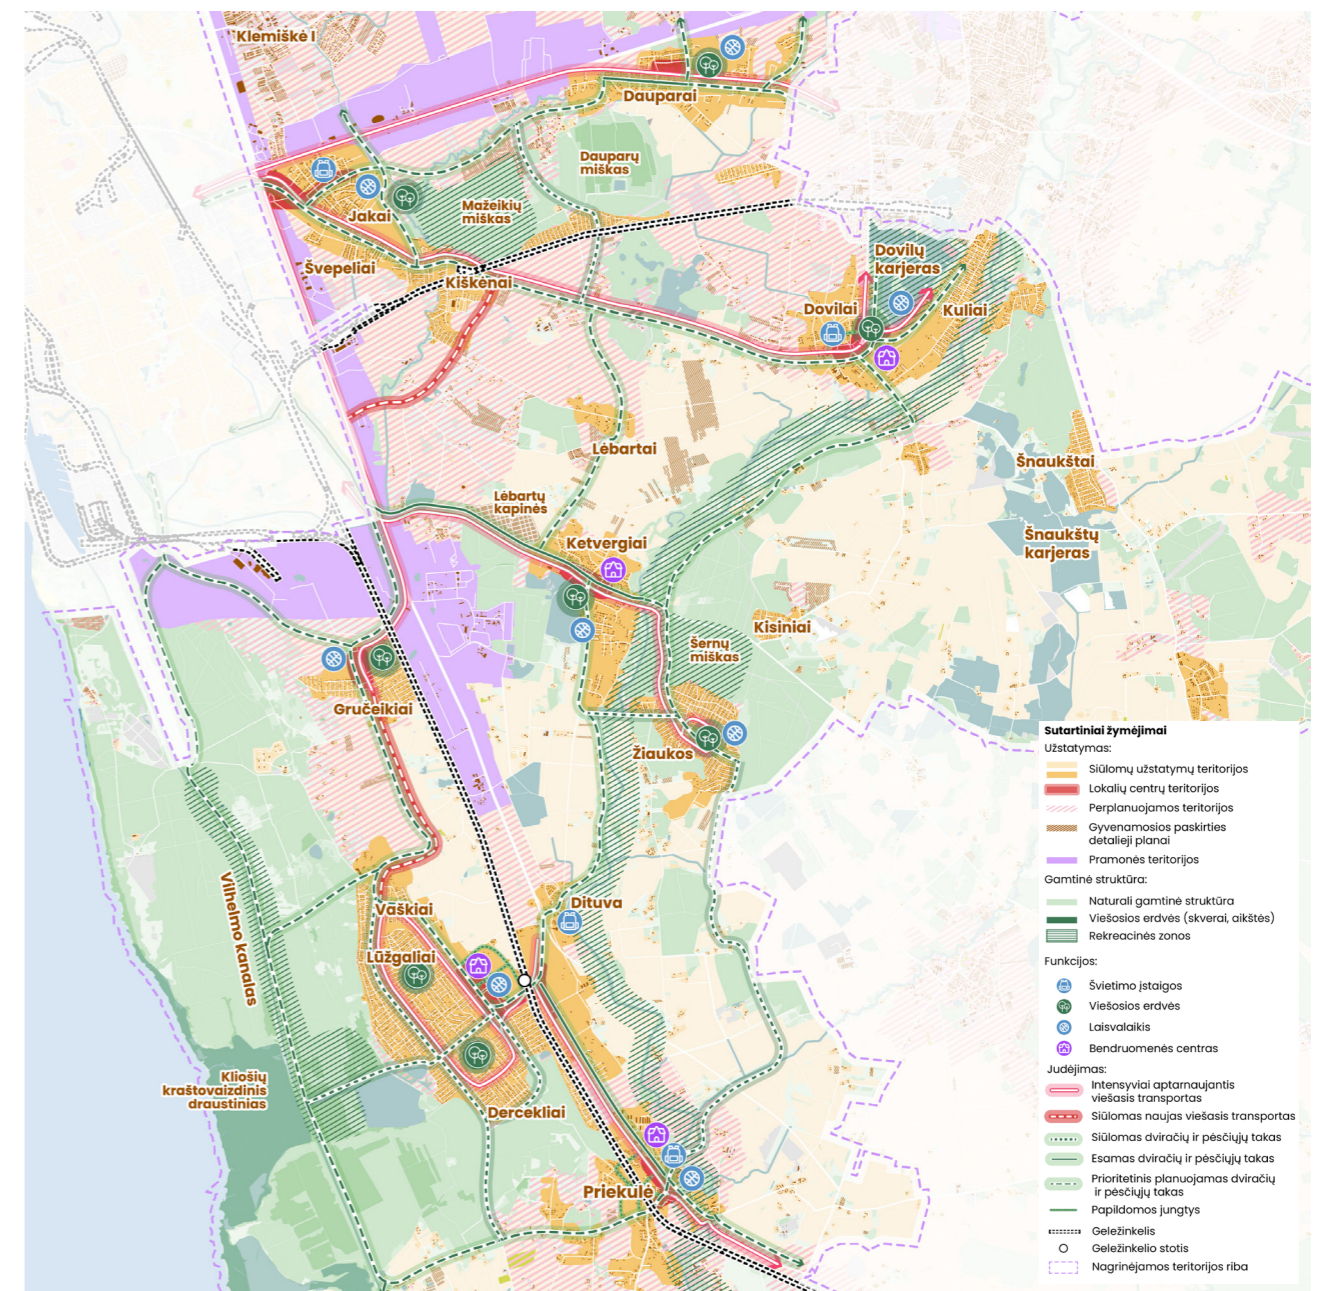 Klemiškė I
Dauparai
Dauparų
miškas
Mažeikių
miškas
Jakai
Švepeliai
Kiškėnai
Dovilų
karjeras
Dovilai
Kuliai
Lėbartai
Šnaukštai
Lėbartų
kapinės
Šnaukštų
karjeras
Ketvergiai
Kisiniai
Šernų
miškas
Gručeikiai
Žiaukos
Vilhelmo kanalas
Vaškiai
Dituva
Lūžgaliai
Kliošių
kraštovaizdinis
draustinias
Dercekliai
Priekulė
Sutartiniai žymėjimai
Užstatymas:
Siūlomų užstatymų teritorijos
Lokalių centrų teritorijos
Perplanuojamos teritorijos
Gyvenamosios paskirties
detalieji planai
Pramonės teritorijos
Gamtinė struktūra:
Naturali gamtinė struktūra
Viešosios erdvės (skverai, aikštės)
Rekreacinės zonos
Funkcijos:
Švietimo įstaigos
Viešosios erdvės
Laisvalaikis
Bendruomenės centras
Judėjimas:
Intensyviai aptarnaujantis
viešasis transportas
Siūlomas naujas viešasis transportas
Siūloma dviračių ir pėsčiųjų takas
Esamas dviračių ir pėsčiųjų takas
Prioritetinis planuojamas dviračių
ir pėsčiųjų takas
Papildomos jungtys
Geležinkelis
Geležinkelio stotis
Nagrinėjamos teritorijos riba